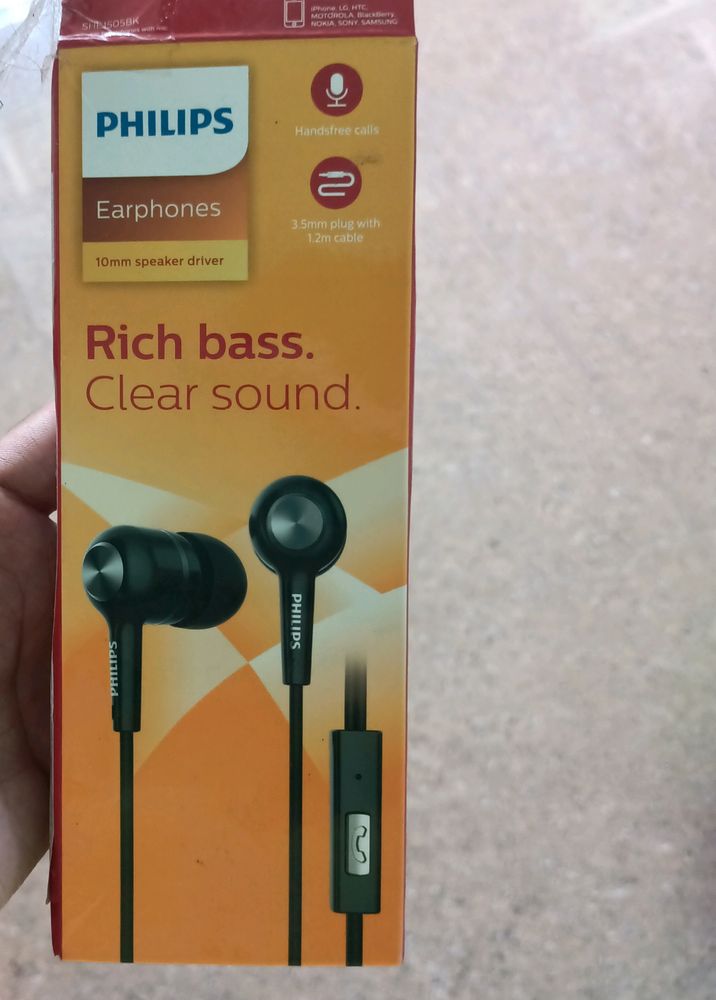 iPhone, LG, HTC,
MOTOROLA, BlackBerry,
NOKIA, SONY, SAMSUNG
PHILIPS
Earphones
10mm speaker driver
Handsfree calls
3.5mm plug with
1.2m cable
Rich bass.
Clear sound.
PHILIPS
PHILIPS